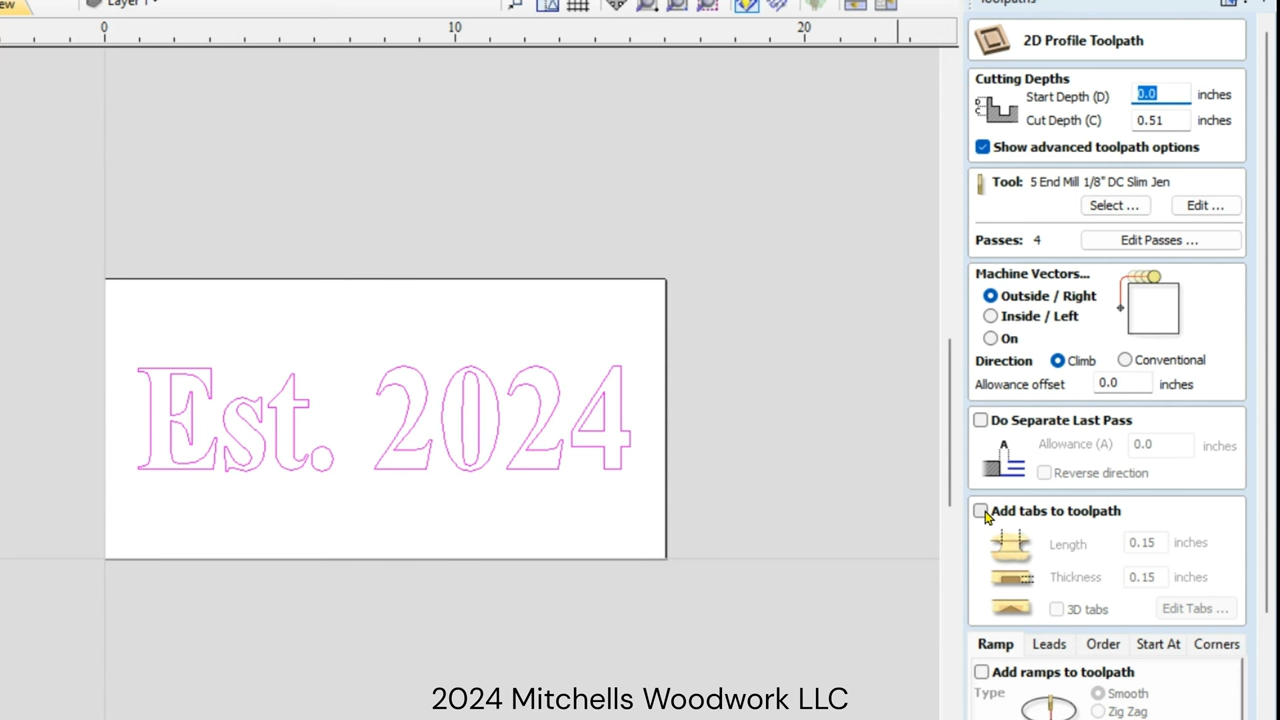 Layer 1
0 10 20
2D Profile Toolpath
Cutting Depths
Start Depth (D) 0.0 inches
Cut Depth (C) 0.51 inches
Show advanced toolpath options
Tool: 5 End Mill 1/8" DC Slim Jen
Select ... Edit ...
Passes: 4 Edit Passes ...
Machine Vectors...
Outside / Right
Inside / Left
On
Direction Climb Conventional
Allowance offset 0.0 inches
Do Separate Last Pass
A Allowance (A) 0.0 inches
Reverse direction
Add tabs to toolpath
Length 0.15 inches
Thickness 0.15 inches
3D tabs Edit Tabs ...
Ramp Leads Order Start At Corners
Add ramps to toolpath
Type Smooth
Zig Zag
Est. 2024
2024 Mitchells Woodwork LLC